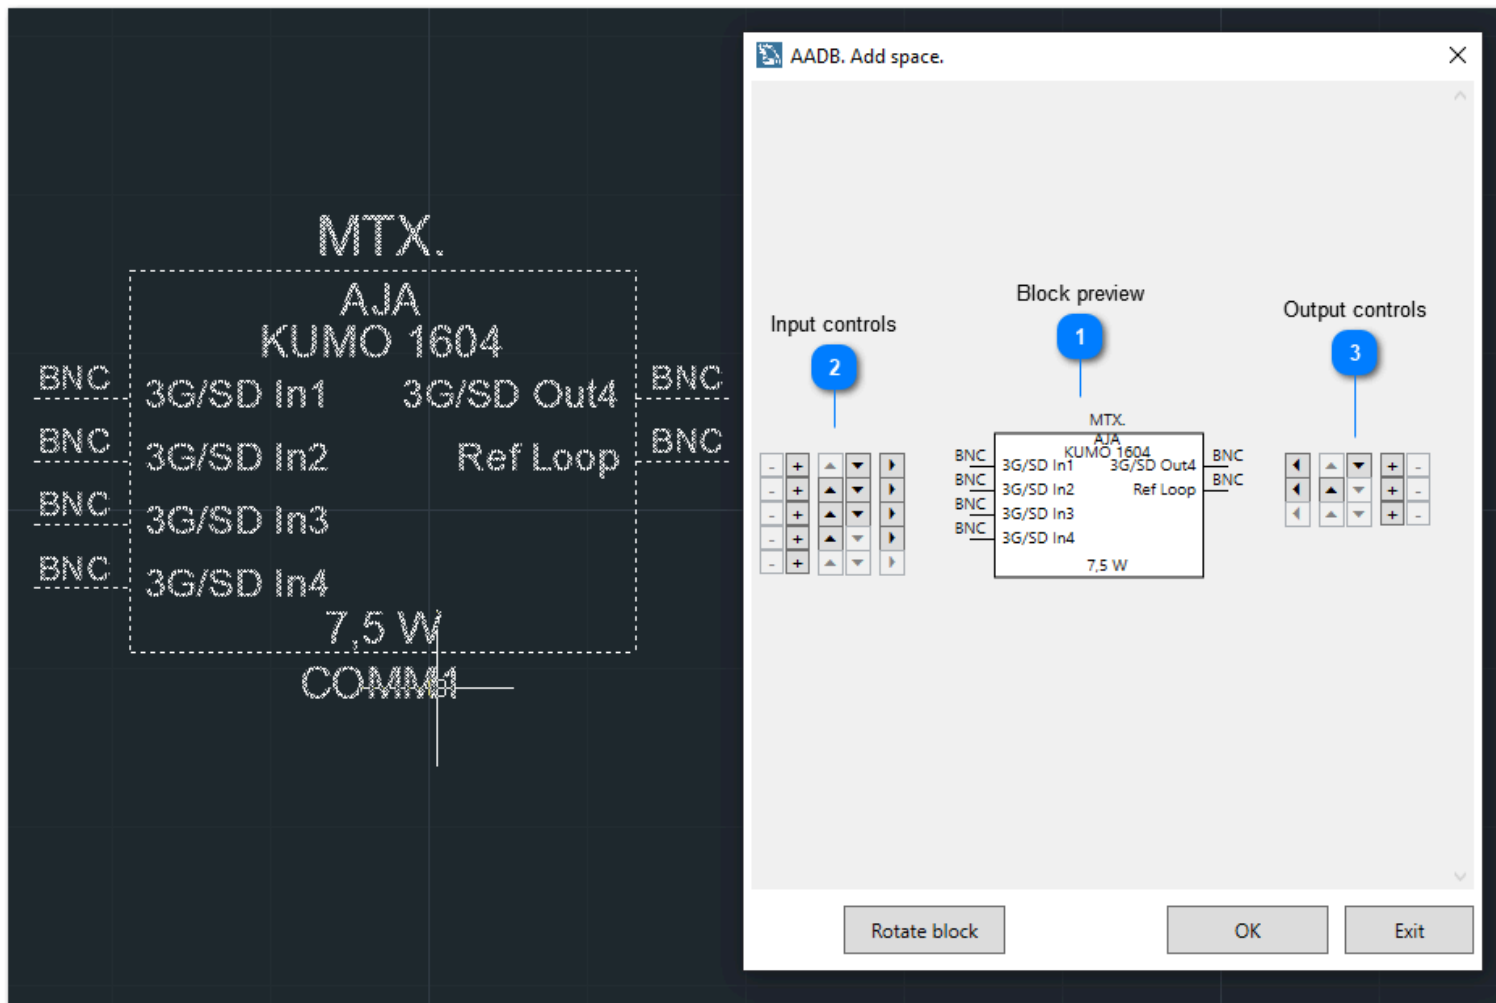 MTX.
AJA
KUMO 1604
BNC 3G/SD In1 3G/SD Out4 BNC
BNC 3G/SD In2 Ref Loop BNC
BNC 3G/SD In3
BNC 3G/SD In4
7,5 W
COMM1
AADB. Add space.
Block preview
Input controls
Output controls
1
2
3
MTX.
AJA
KUMO 1604
BNC 3G/SD In1 3G/SD Out4 BNC
BNC 3G/SD In2 Ref Loop BNC
BNC 3G/SD In3
BNC 3G/SD In4
7,5 W
- + + -
- + + -
- + + -
- +
- +
Rotate block OK Exit